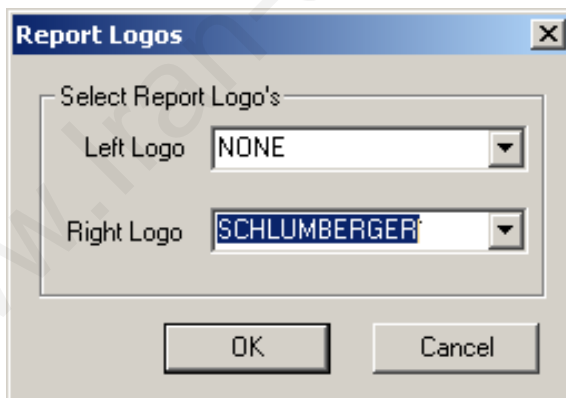 Report Logos
Select Report Logo's
Left Logo NONE
Right Logo SCHLUMBERGER
OK Cancel